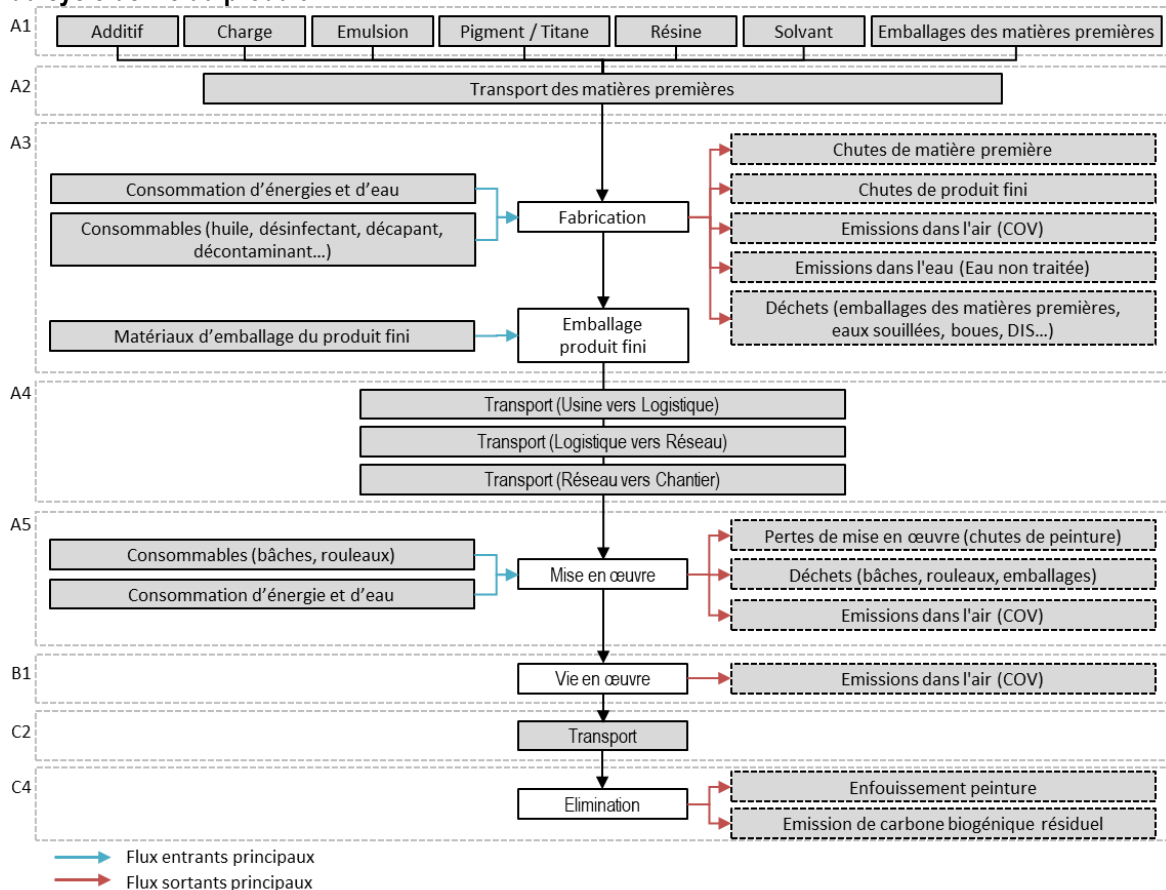 A1
Additif
Charge
Emulsion
Pigment / Titane
Résine
Solvant
Emballages des matières premières
A2
Transport des matières premières
A3
Chutes de matière première
Consommation d'énergies et d'eau
Chutes de produit fini
Fabrication
Consommables (huile, désinfectant, décapant,
décontaminant…)
Emissions dans l'air (COV)
Emissions dans l'eau (Eau non traitée)
Déchets (emballages des matières premières,
eaux souillées, boues, DIS…)
Matériaux d'emballage du produit fini
Emballage
produit fini
A4
Transport (Usine vers Logistique)
Transport (Logistique vers Réseau)
Transport (Réseau vers Chantier)
A5
Pertes de mise en œuvre (chutes de peinture)
Consommables (bâches, rouleaux)
Mise en œuvre
Déchets (bâches, rouleaux, emballages)
Consommation d'énergie et d'eau
Emissions dans l'air (COV)
B1
Vie en œuvre
Emissions dans l'air (COV)
C2
Transport
C4
Elimination
Enfouissement peinture
Emission de carbone biogénique résiduel
Flux entrants principaux
Flux sortants principaux